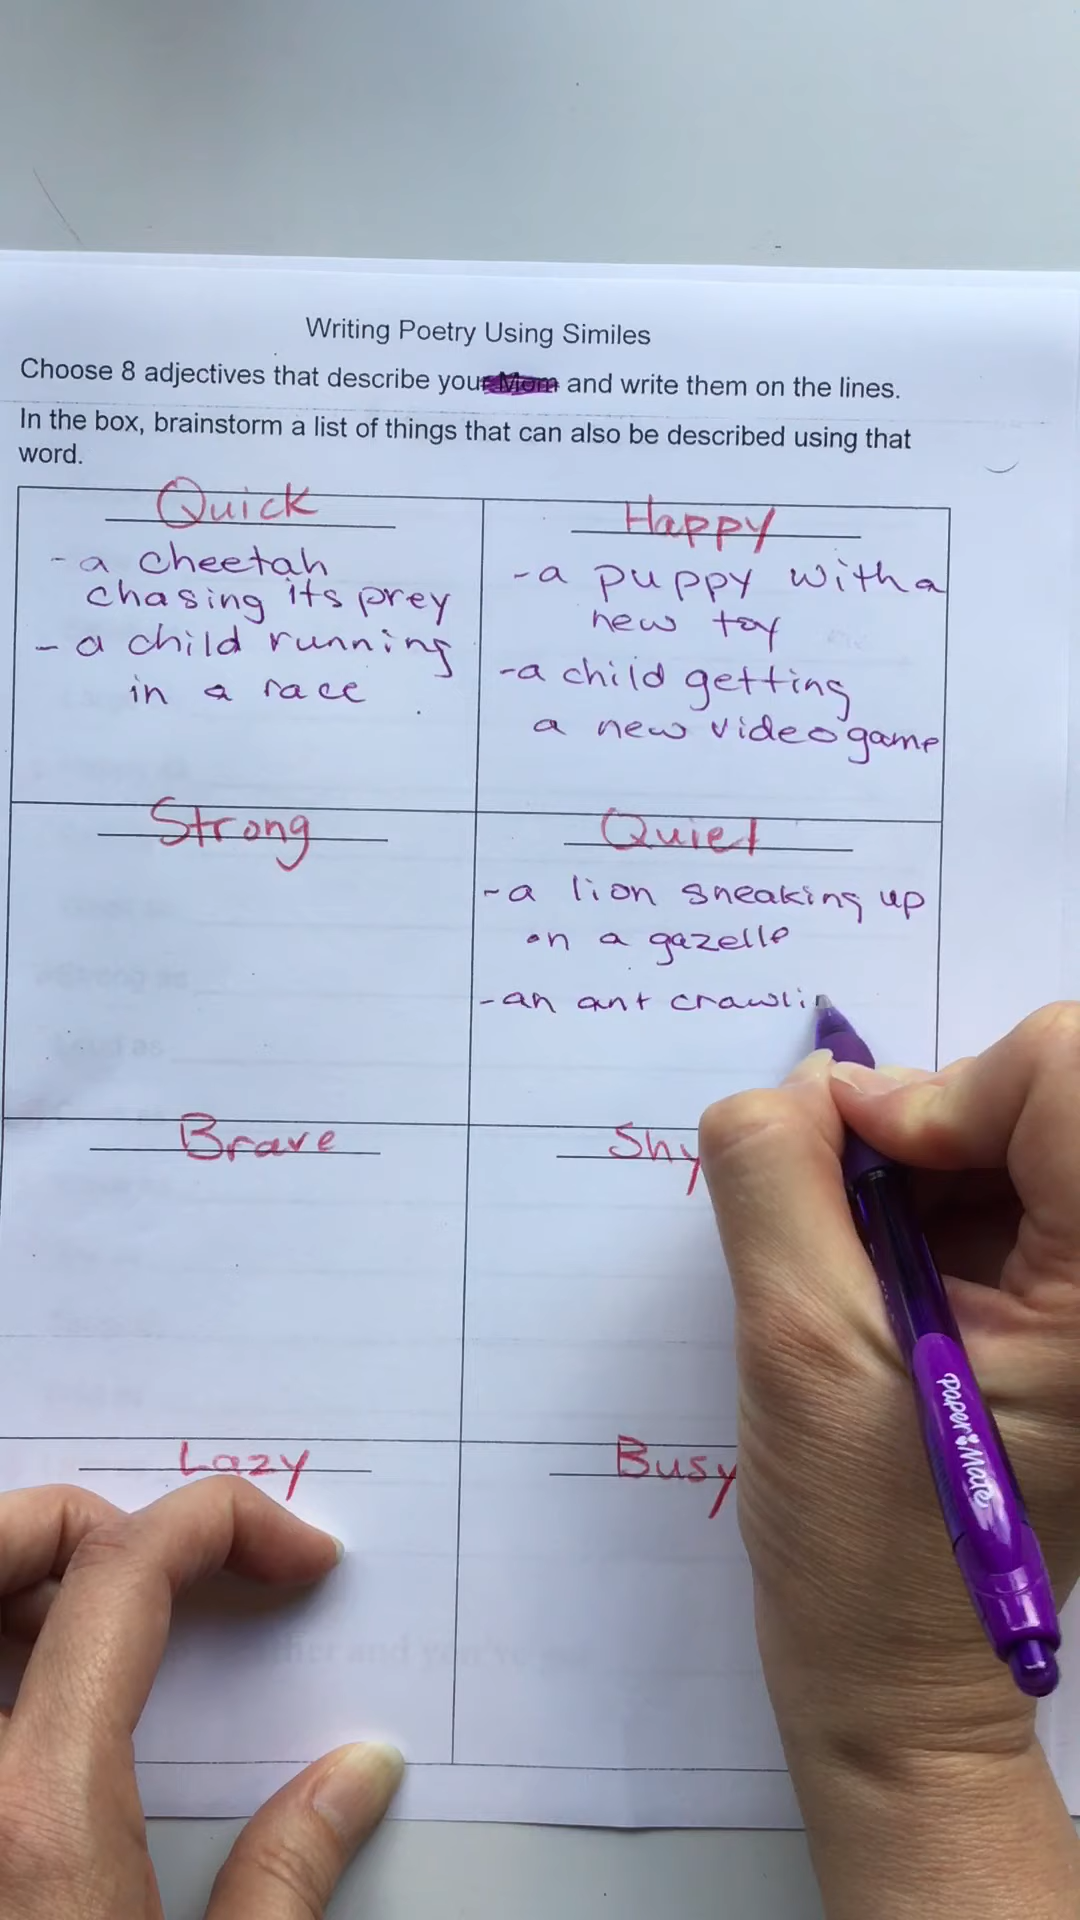 Writing Poetry Using Similes
Choose 8 adjectives that describe your Mom and write them on the lines.
In the box, brainstorm a list of things that can also be described using that
word.
Quick
- a cheetah
chasing its prey
- a child running
in a race
Happy
- a puppy with a
new toy
- a child getting
a new video game
Strong
Quiet
- a lion sneaking up
on a gazelle
- an ant crawlin
Brave
Shy
Lazy
Busy
paper Mate